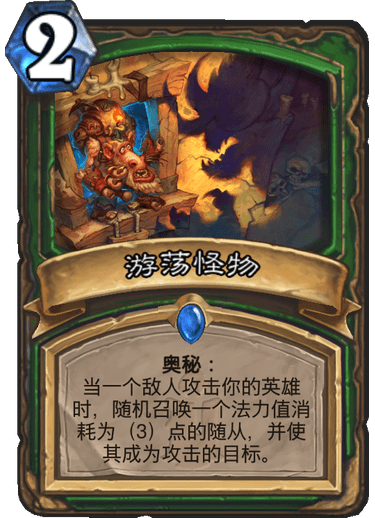 2
游荡怪物
奥秘：
当一个敌人攻击你的英雄
时，随机召唤一个法力值消
耗为（3）点的随从，并使
其成为攻击的目标。